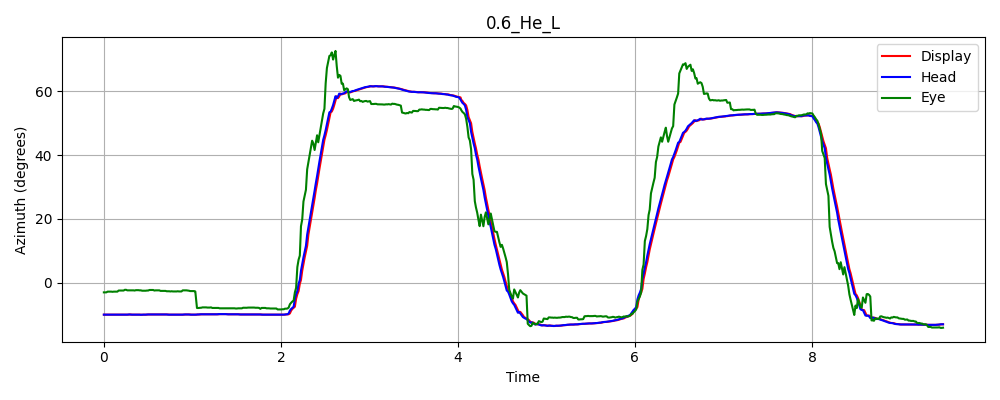 0.6_He_L
Display
Head
Eye
Azimuth (degrees)
60
40
20
0
0 2 4 6 8
Time